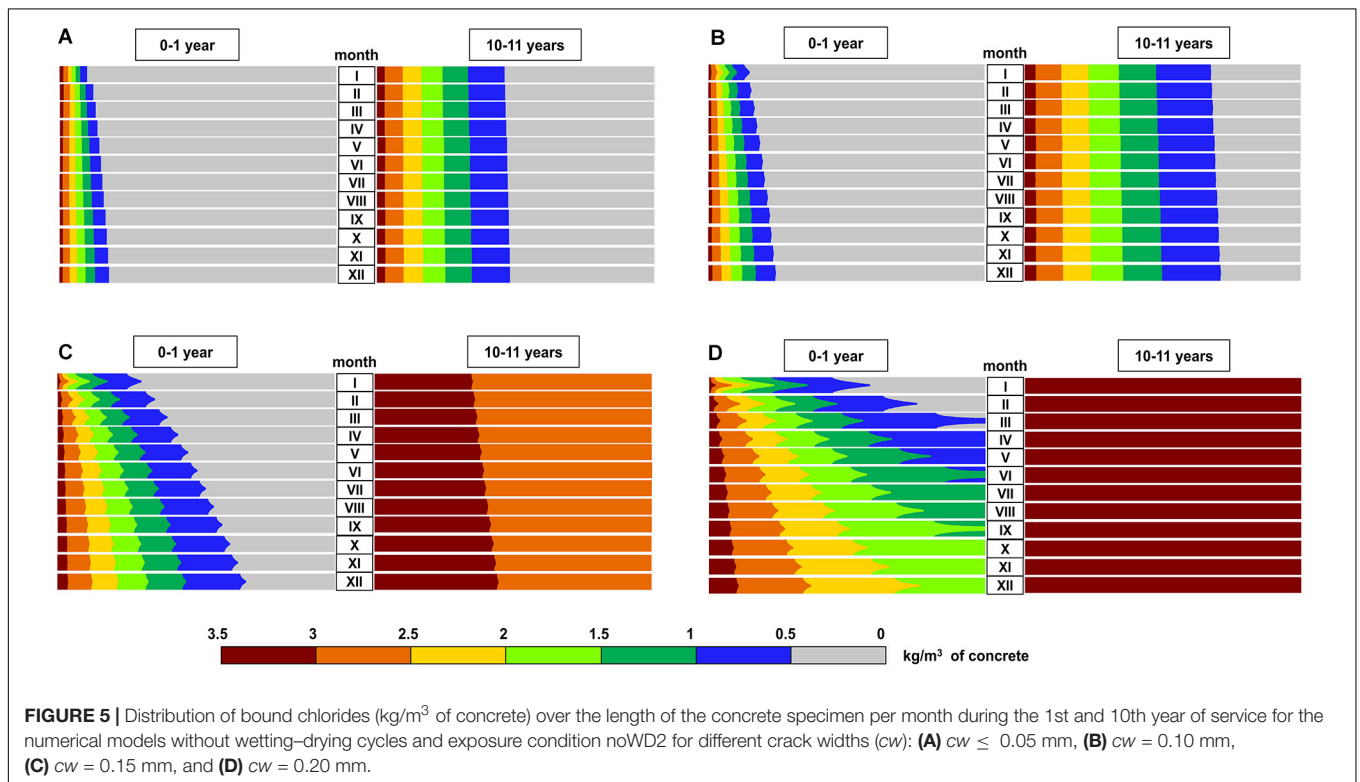 A
0-1 year
10-11 years
month
I
II
III
IV
V
VI
VII
VIII
IX
X
XI
XII
B
0-1 year
10-11 years
month
I
II
III
IV
V
VI
VII
VIII
IX
X
XI
XII
C
0-1 year
10-11 years
month
I
II
III
IV
V
VI
VII
VIII
IX
X
XI
XII
D
0-1 year
10-11 years
month
I
II
III
IV
V
VI
VII
VIII
IX
X
XI
XII
3.5 3 2.5 2 1.5 1 0.5 0
kg/m³ of concrete
FIGURE 5 | Distribution of bound chlorides (kg/m³ of concrete) over the length of the concrete specimen per month during the 1st and 10th year of service for the
numerical models without wetting–drying cycles and exposure condition noWD2 for different crack widths (cw): (A) cw ≤ 0.05 mm, (B) cw = 0.10 mm,
(C) cw = 0.15 mm, and (D) cw = 0.20 mm.